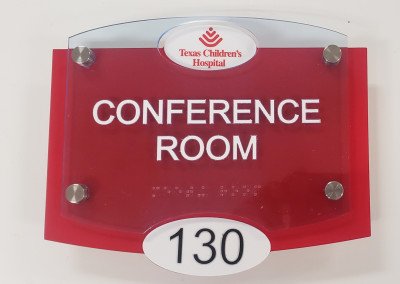 Texas Children's
Hospital
CONFERENCE
ROOM
130